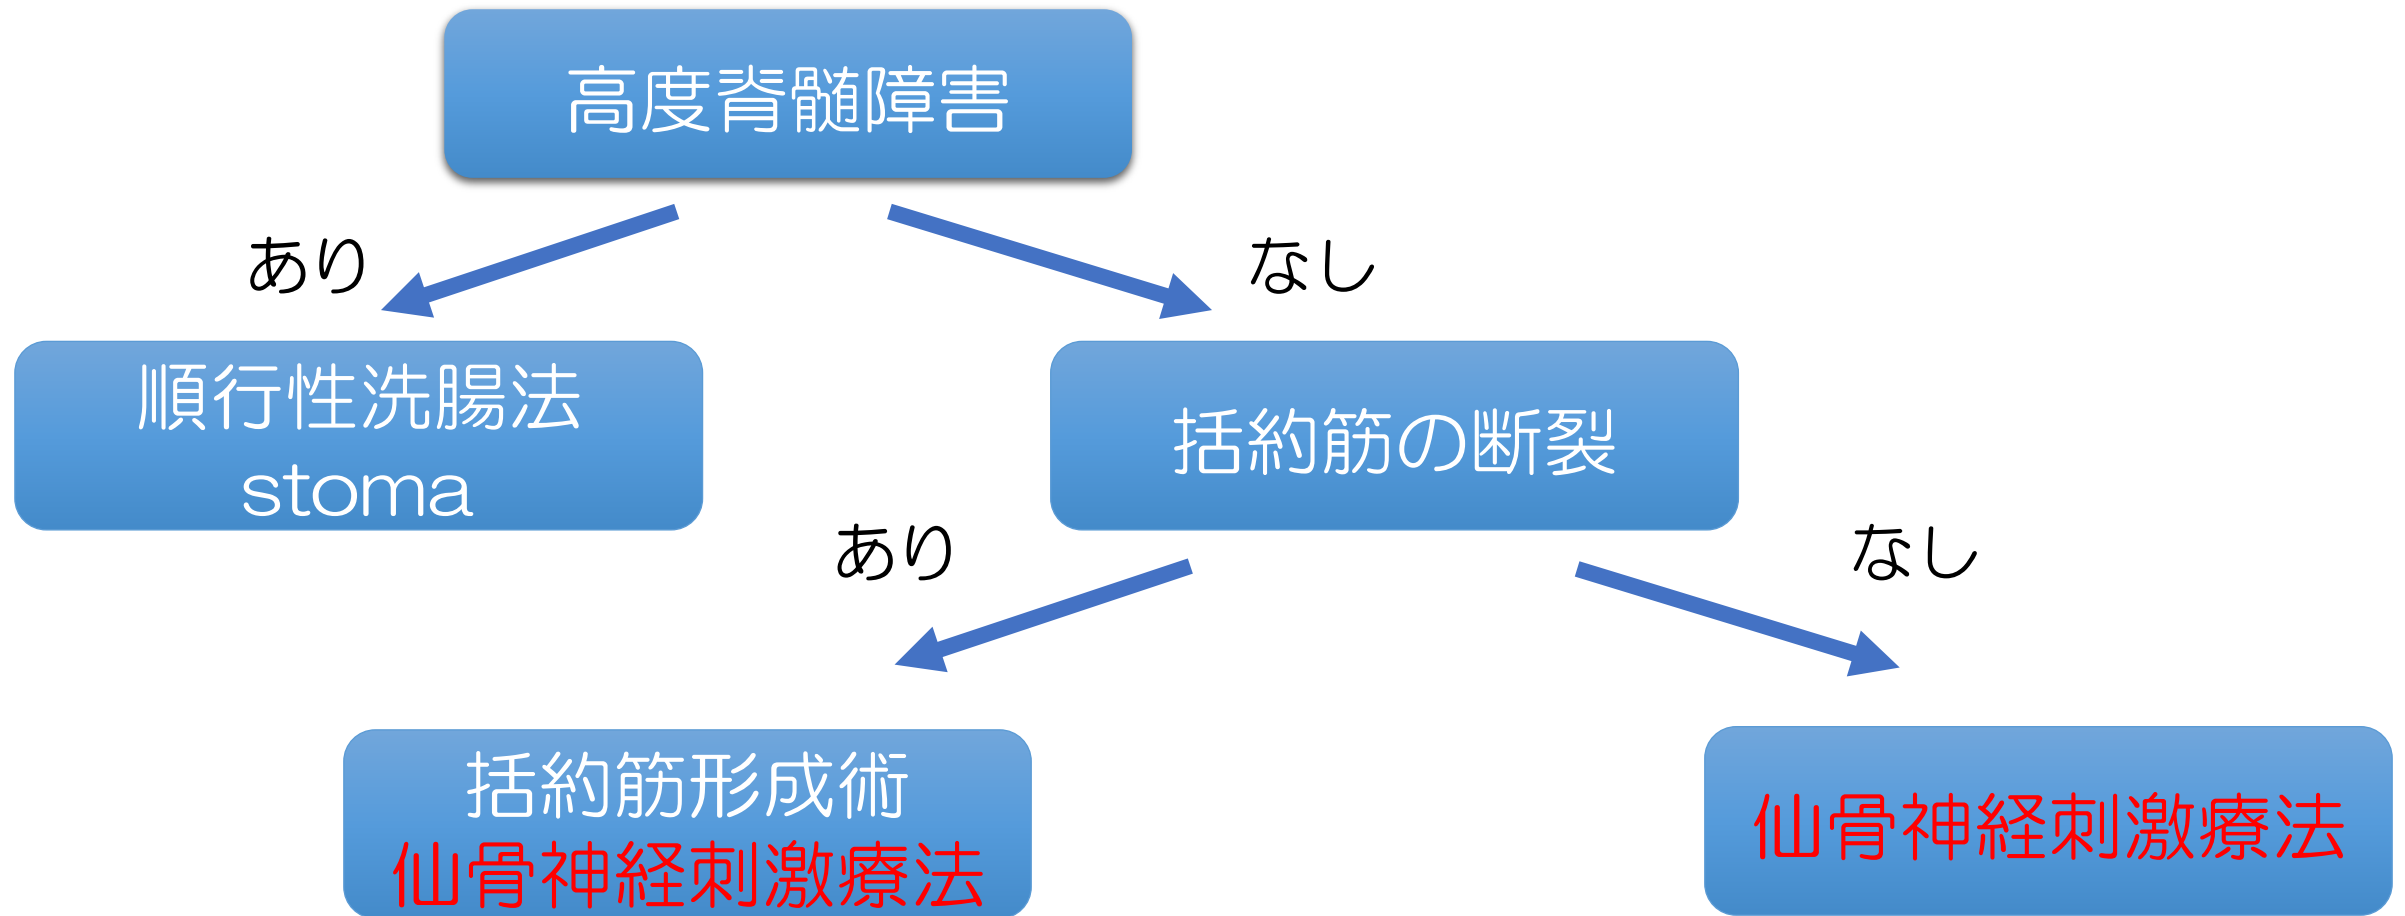 高度脊髄障害
あり
なし
順行性洗腸法
stoma
括約筋の断裂
あり
なし
括約筋形成術
仙骨神経刺激療法
仙骨神経刺激療法